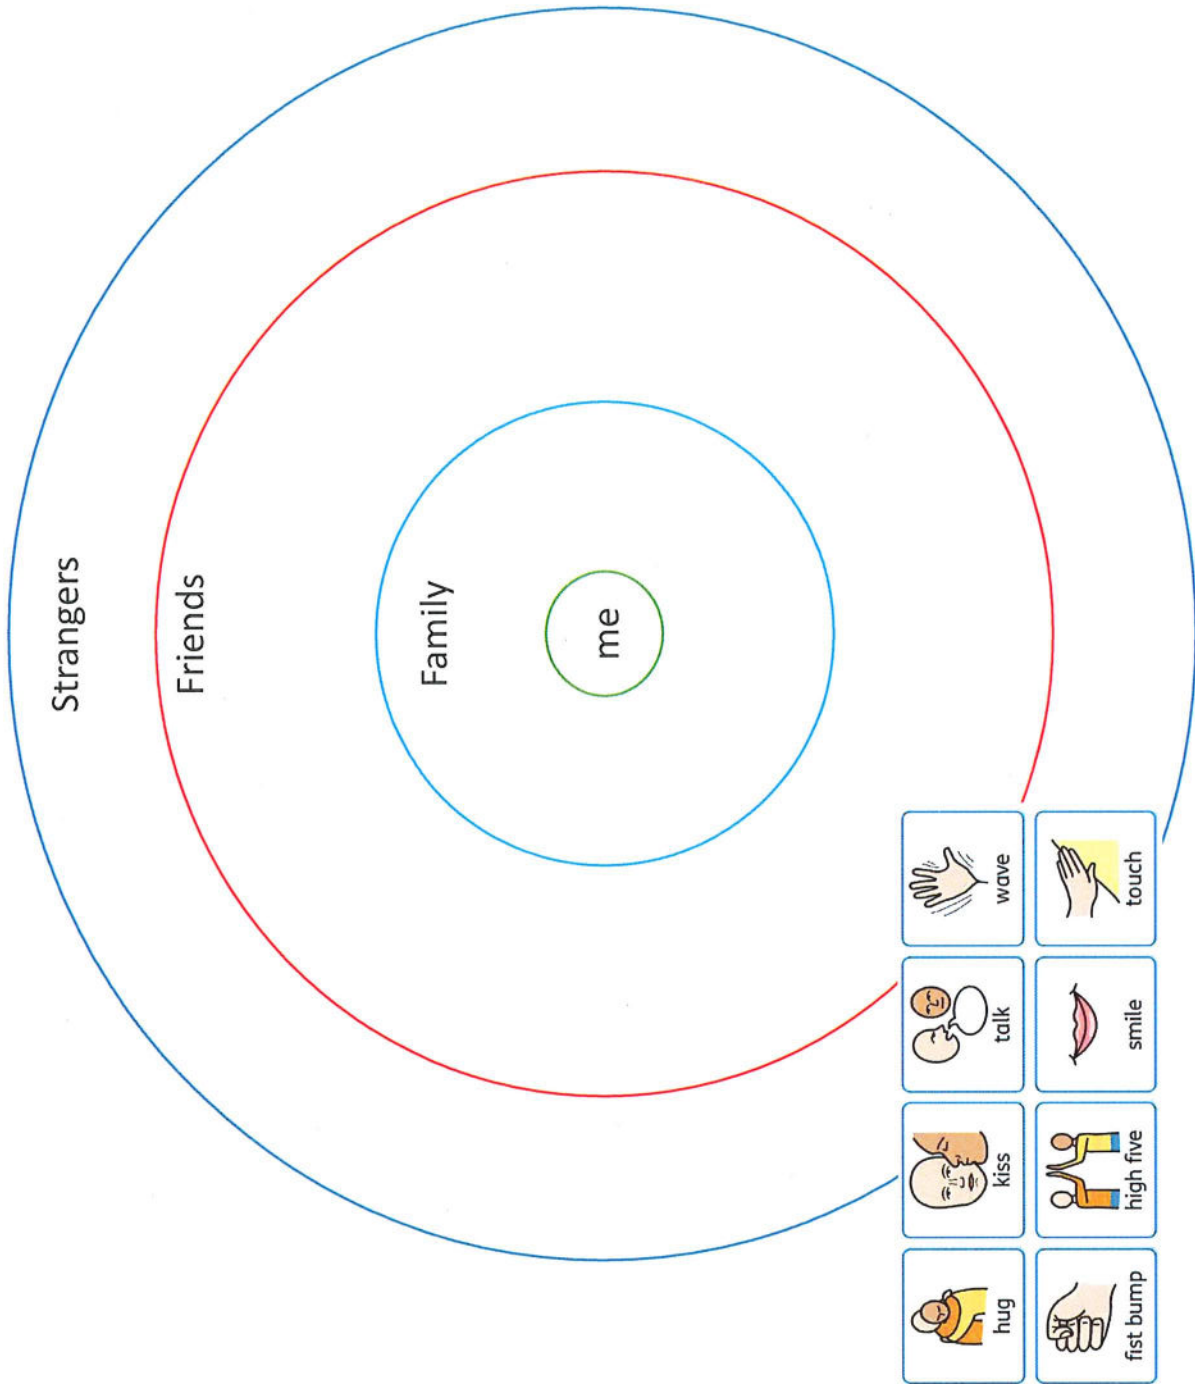 Strangers
Friends
Family
me
hug
kiss
talk
wave
fist bump
high five
smile
touch